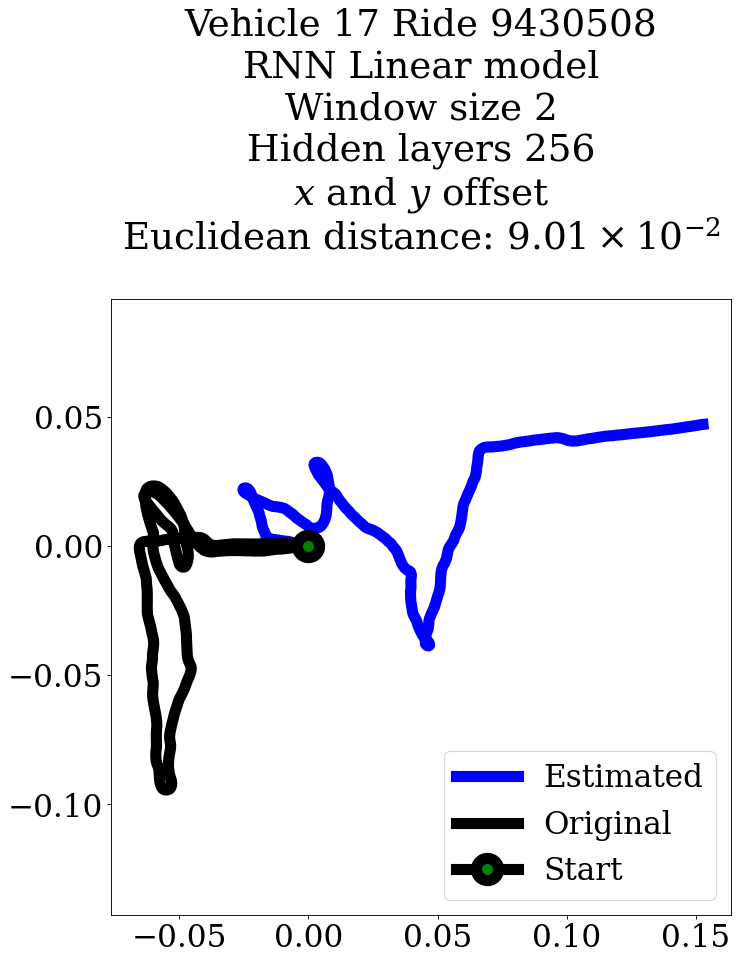 Vehicle 17 Ride 9430508
RNN Linear model
Window size 2
Hidden layers 256
x and y offset
Euclidean distance: 9.01 × 10⁻²
0.05
0.00
−0.05
−0.10
−0.05 0.00 0.05 0.10 0.15
Estimated
Original
Start